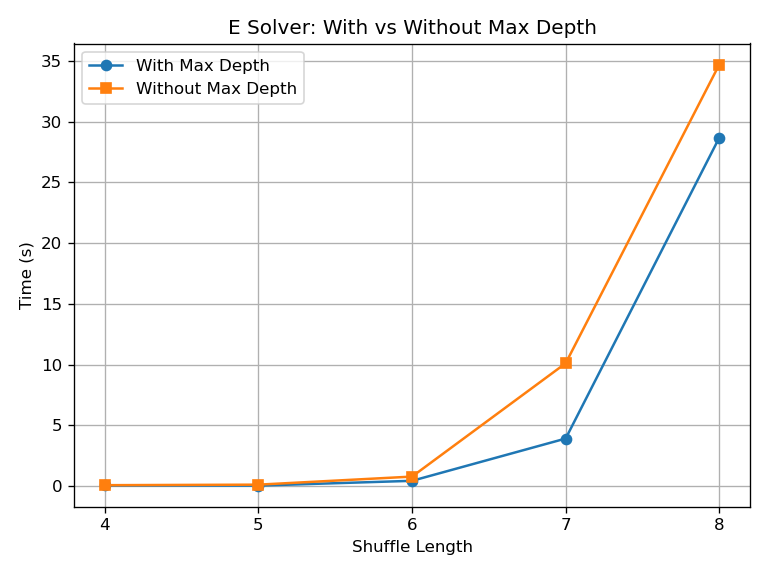 E Solver: With vs Without Max Depth
With Max Depth
Without Max Depth
35
30
25
20
15
10
5
0
Time (s)
4 5 6 7 8
Shuffle Length